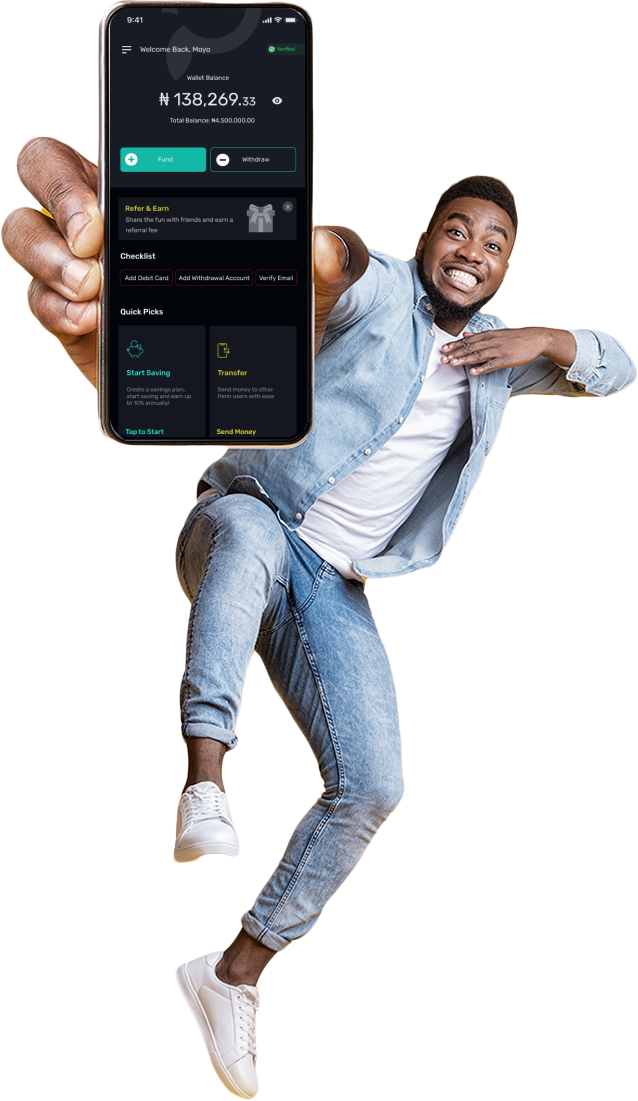 9:41
Welcome Back, Moyo
Verified
Wallet Balance
₦ 138,269.33
Total Balance: ₦4,500,000.00
Fund
Withdraw
Refer & Earn
Share the fun with friends and earn a
referral fee
Checklist
Add Debit Card
Add Withdrawal Account
Verify Email
Quick Picks
Start Saving
Create a savings plan,
start saving and earn up
to 10% annually!
Tap to Start
Transfer
Send money to other
Penn users with ease
Send Money